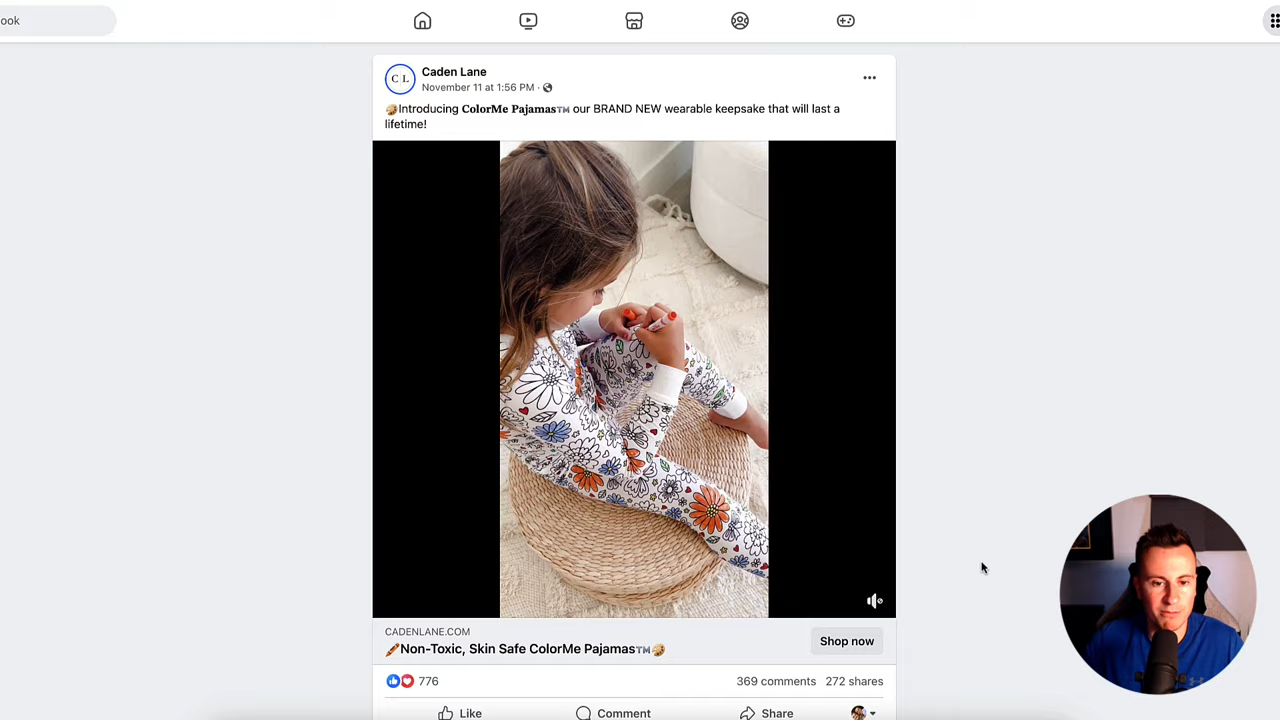 ook
C L
Caden Lane
November 11 at 1:56 PM ·
🍪Introducing 𝐂𝐨𝐥𝐨𝐫𝐌𝐞 𝐏𝐚𝐣𝐚𝐦𝐚𝐬™️ our BRAND NEW wearable keepsake that will last a
lifetime!
CADENLANE.COM
🖍️Non-Toxic, Skin Safe ColorMe Pajamas™️🍪
Shop now
776
369 comments 272 shares
Like
Comment
Share